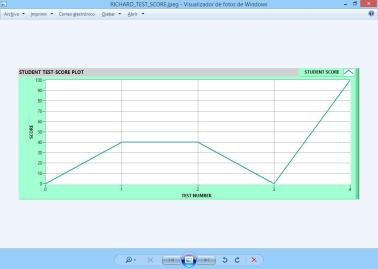 RICHARD_TEST_SCORE.jpeg - Visualizador de fotos de Windows
Archivo Imprimir Correo electrónico Quebar Abrir
STUDENT TEST-SCORE PLOT
STUDENT SCORE
100
90
80
70
60
50
40
30
20
10
0
SCORE
0 1 2 3 4
TEST NUMBER